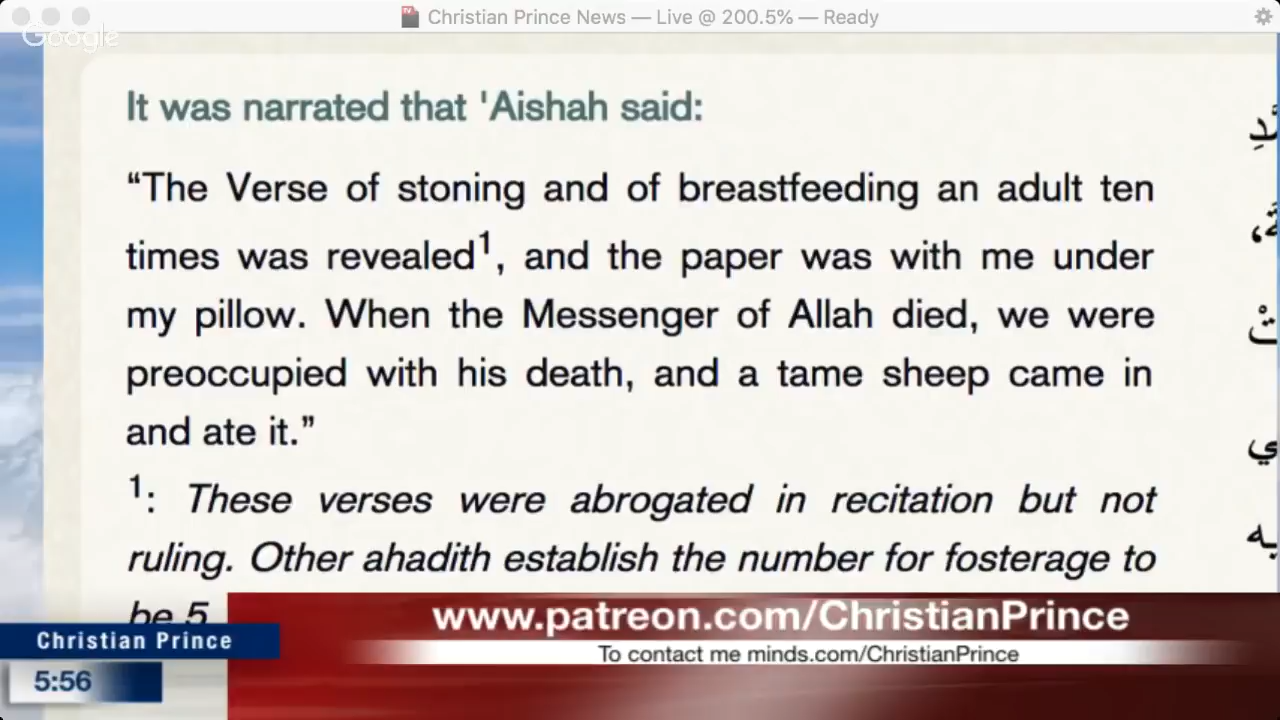 Christian Prince News — Live @ 200.5% — Ready
Google
It was narrated that 'Aishah said:
“The Verse of stoning and of breastfeeding an adult ten
times was revealed¹, and the paper was with me under
my pillow. When the Messenger of Allah died, we were
preoccupied with his death, and a tame sheep came in
and ate it.”
¹: These verses were abrogated in recitation but not
ruling. Other ahadith establish the number for fosterage to
be 5
www.patreon.com/ChristianPrince
Christian Prince
To contact me minds.com/ChristianPrince
5:56